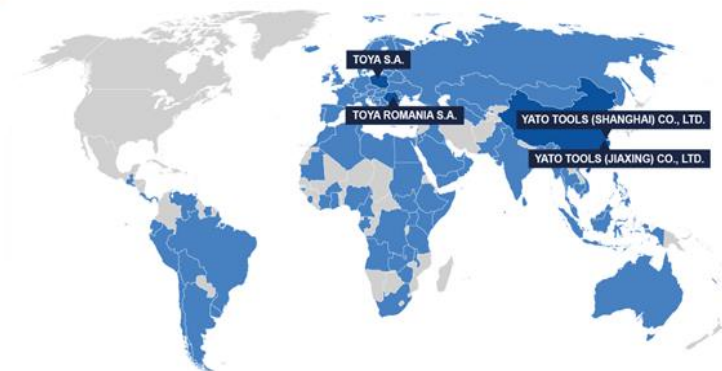 TOYA S.A.
TOYA ROMANIA S.A.
YATO TOOLS (SHANGHAI) CO., LTD.
YATO TOOLS (JIAXING) CO., LTD.